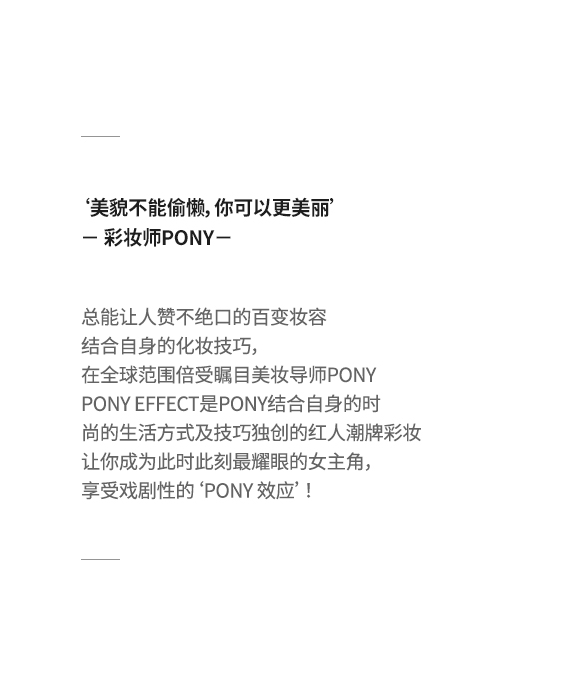 ‘美貌不能偷懒, 你可以更美丽’
— 彩妆师PONY—
总能让人赞不绝口的百变妆容
结合自身的化妆技巧,
在全球范围倍受瞩目美妆导师PONY
PONY EFFECT是PONY结合自身的时
尚的生活方式及技巧独创的红人潮牌彩妆
让你成为此时此刻最耀眼的女主角,
享受戏剧性的 ‘PONY 效应’ !